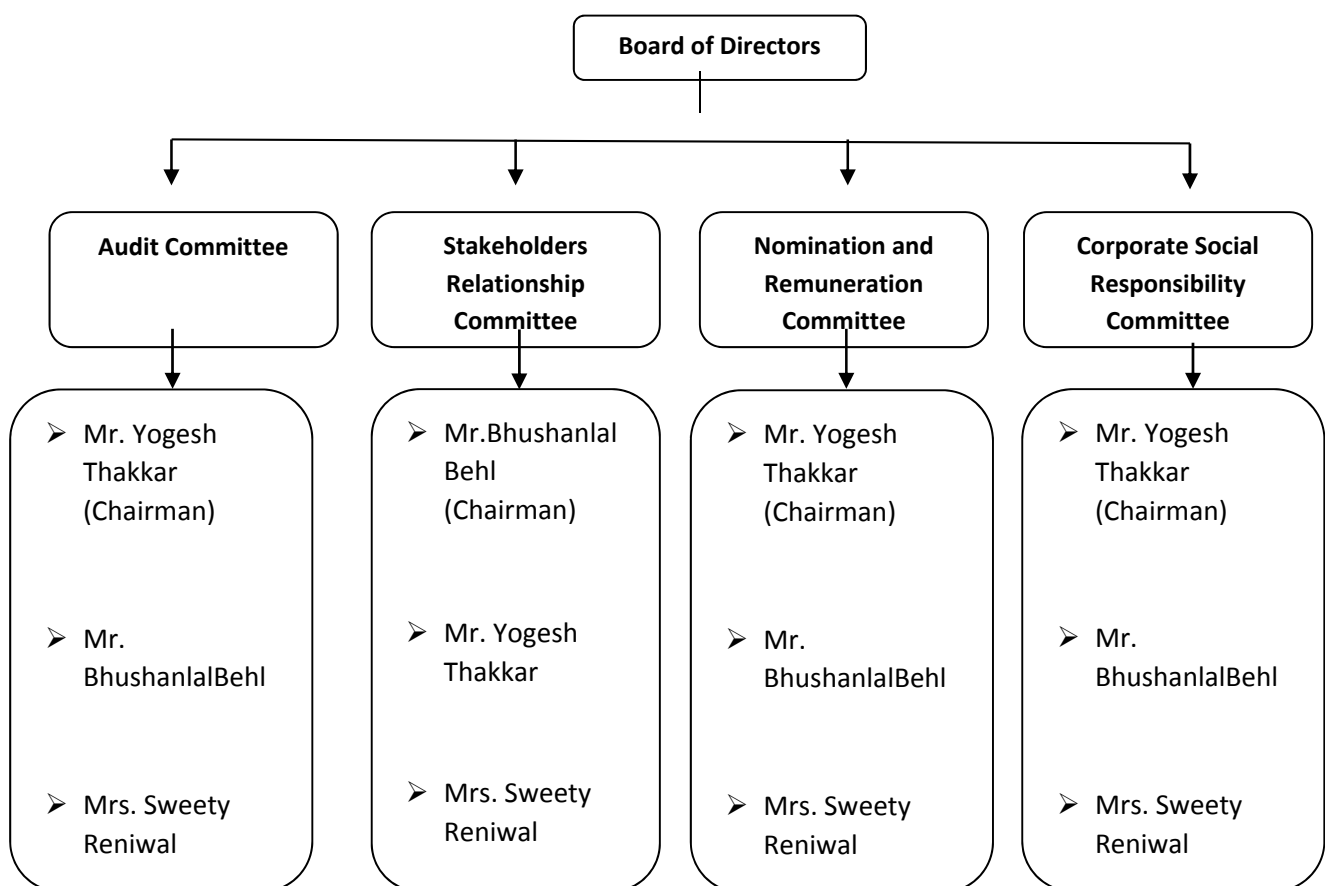 Board of Directors
Audit Committee
Stakeholders
Relationship
Committee
Nomination and
Remuneration
Committee
Corporate Social
Responsibility
Committee
➢ Mr. Yogesh
Thakkar
(Chairman)
➢ Mr.
BhushanlalBehl
➢ Mrs. Sweety
Reniwal
➢ Mr.Bhushanlal
Behl
(Chairman)
➢ Mr. Yogesh
Thakkar
➢ Mrs. Sweety
Reniwal
➢ Mr. Yogesh
Thakkar
(Chairman)
➢ Mr.
BhushanlalBehl
➢ Mrs. Sweety
Reniwal
➢ Mr. Yogesh
Thakkar
(Chairman)
➢ Mr.
BhushanlalBehl
➢ Mrs. Sweety
Reniwal